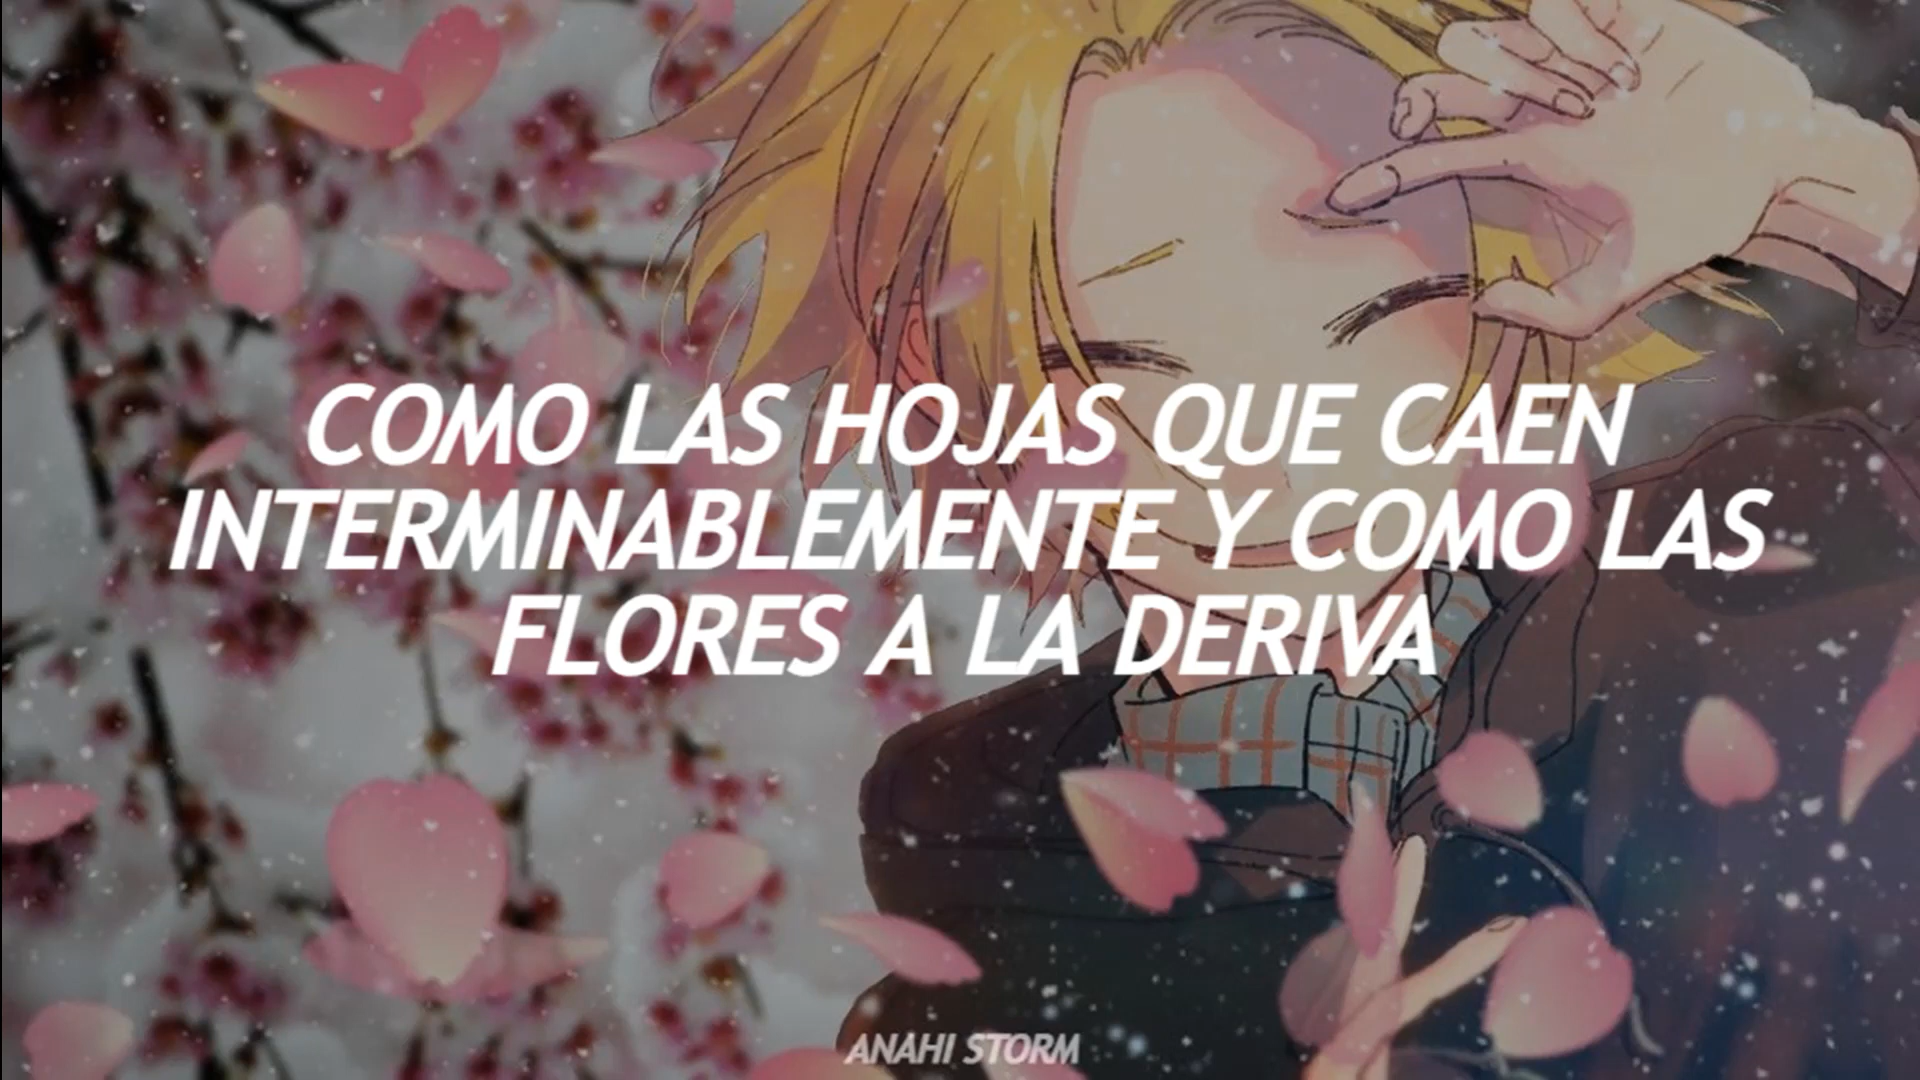 COMO LAS HOJAS QUE CAEN
INTERMINABLEMENTE Y COMO LAS
FLORES A LA DERIVA
ANAHI STORM